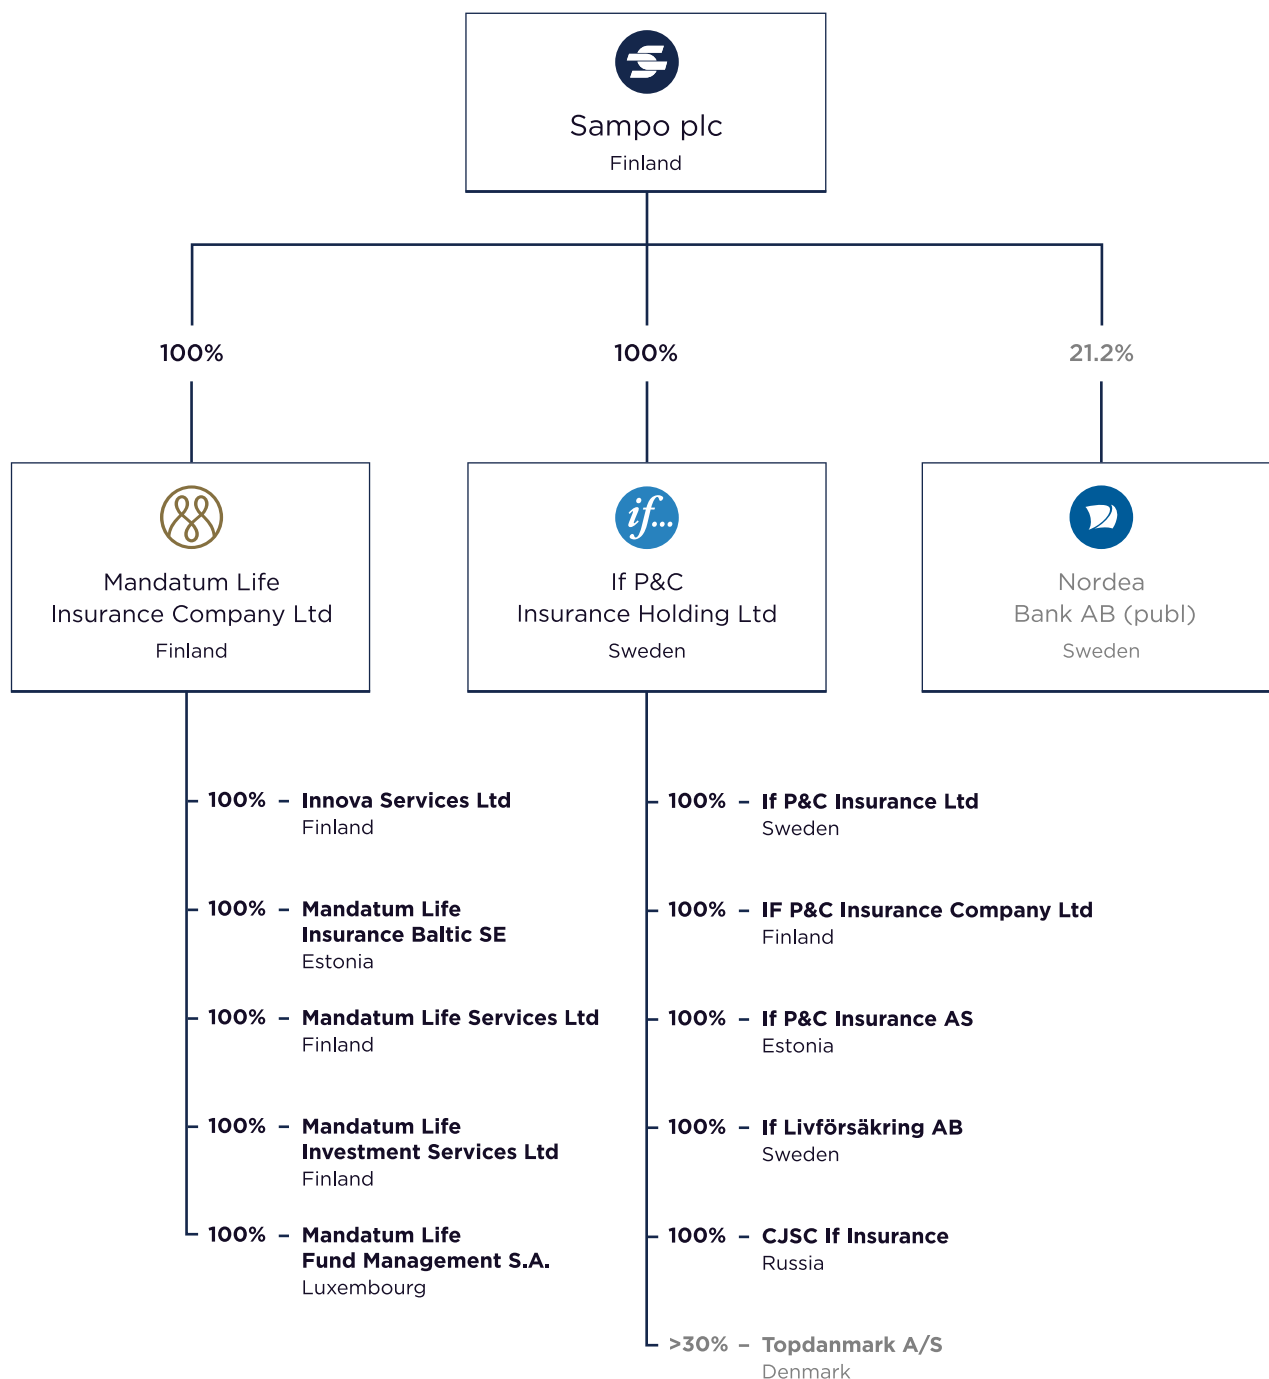 Sampo plc
Finland
100%
100%
21.2%
Mandatum Life
Insurance Company Ltd
Finland
if...
If P&C
Insurance Holding Ltd
Sweden
Nordea
Bank AB (publ)
Sweden
100% – Innova Services Ltd
Finland
100% – Mandatum Life
Insurance Baltic SE
Estonia
100% – Mandatum Life Services Ltd
Finland
100% – Mandatum Life
Investment Services Ltd
Finland
100% – Mandatum Life
Fund Management S.A.
Luxembourg
100% – If P&C Insurance Ltd
Sweden
100% – IF P&C Insurance Company Ltd
Finland
100% – If P&C Insurance AS
Estonia
100% – If Livförsäkring AB
Sweden
100% – CJSC If Insurance
Russia
>30% – Topdanmark A/S
Denmark